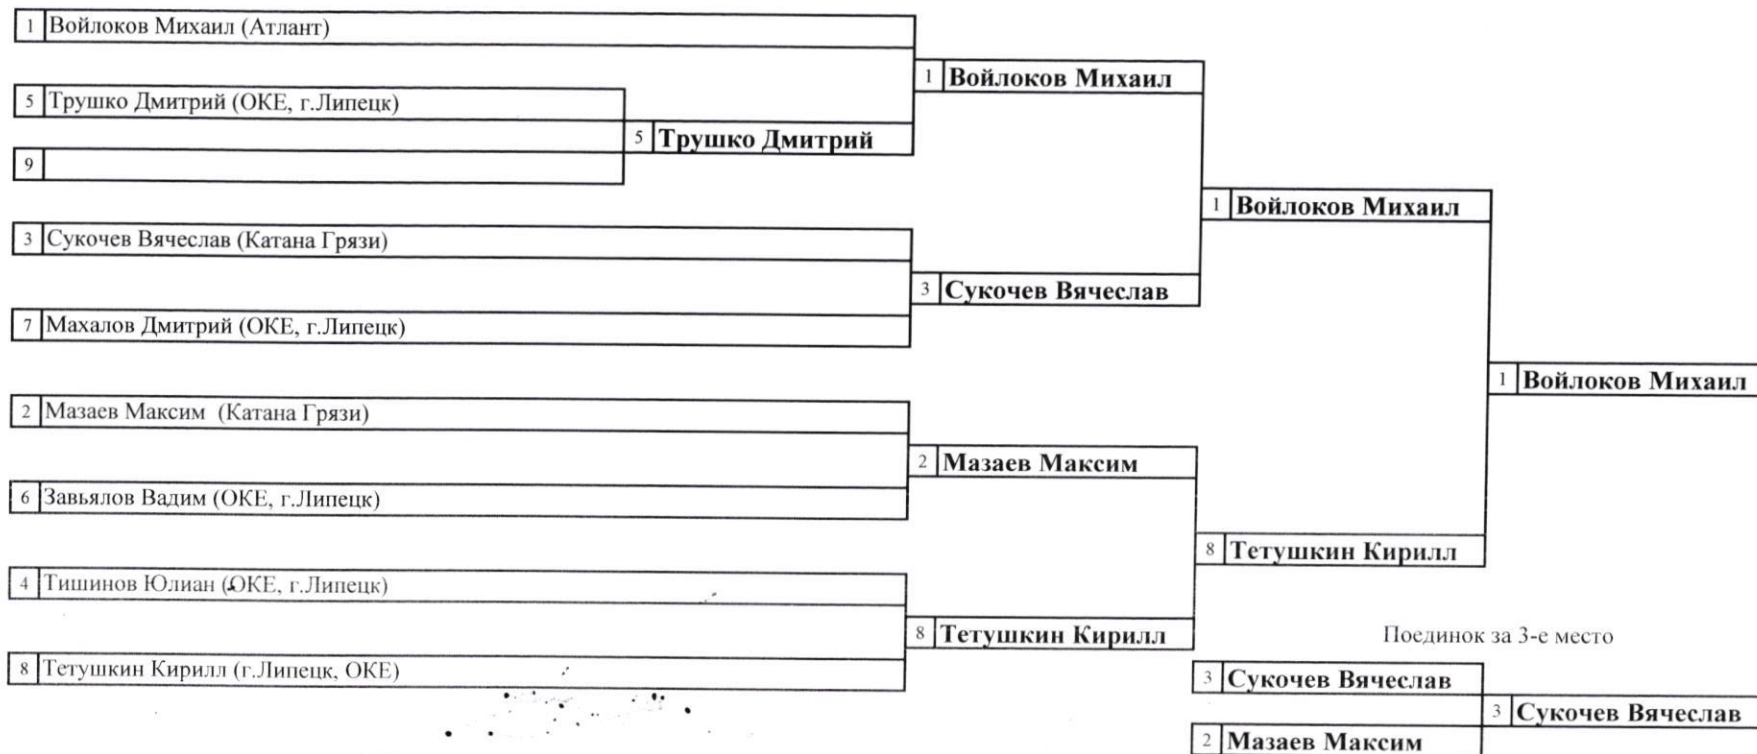 1 Войлоков Михаил (Атлант)
1 Войлоков Михаил
5 Трушко Дмитрий (ОКЕ, г.Липецк)
5 Трушко Дмитрий
9
1 Войлоков Михаил
3 Сукочев Вячеслав (Катана Грязи)
3 Сукочев Вячеслав
7 Махалов Дмитрий (ОКЕ, г.Липецк)
1 Войлоков Михаил
2 Мазаев Максим (Катана Грязи)
2 Мазаев Максим
6 Завьялов Вадим (ОКЕ, г.Липецк)
8 Тетушкин Кирилл
4 Тишинов Юлиан (ОКЕ, г.Липецк)
8 Тетушкин Кирилл
Поединок за 3-е место
8 Тетушкин Кирилл (г.Липецк, ОКЕ)
3 Сукочев Вячеслав
3 Сукочев Вячеслав
2 Мазаев Максим